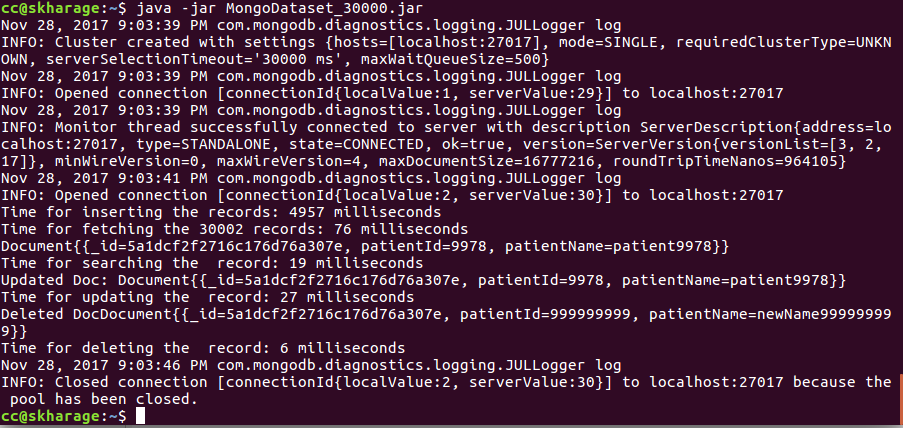 cc@skharage:~$ java -jar MongoDataset_30000.jar
Nov 28, 2017 9:03:39 PM com.mongodb.diagnostics.logging.JULLogger log
INFO: Cluster created with settings {hosts=[localhost:27017], mode=SINGLE, requiredClusterType=UNKN
OWN, serverSelectionTimeout='30000 ms', maxWaitQueueSize=500}
Nov 28, 2017 9:03:39 PM com.mongodb.diagnostics.logging.JULLogger log
INFO: Opened connection [connectionId{localValue:1, serverValue:29}] to localhost:27017
Nov 28, 2017 9:03:39 PM com.mongodb.diagnostics.logging.JULLogger log
INFO: Monitor thread successfully connected to server with description ServerDescription{address=lo
calhost:27017, type=STANDALONE, state=CONNECTED, ok=true, version=ServerVersion{versionList=[3, 2,
17]}, minWireVersion=0, maxWireVersion=4, maxDocumentSize=16777216, roundTripTimeNanos=964105}
Nov 28, 2017 9:03:41 PM com.mongodb.diagnostics.logging.JULLogger log
INFO: Opened connection [connectionId{localValue:2, serverValue:30}] to localhost:27017
Time for inserting the records: 4957 milliseconds
Time for fetching the 30002 records: 76 milliseconds
Document{{_id=5a1dcf2f2716c176d76a307e, patientId=9978, patientName=patient9978}}
Time for searching the  record: 19 milliseconds
Updated Doc: Document{{_id=5a1dcf2f2716c176d76a307e, patientId=9978, patientName=patient9978}}
Time for updating the  record: 27 milliseconds
Deleted DocDocument{{_id=5a1dcf2f2716c176d76a307e, patientId=999999999, patientName=newName99999999
9}}
Time for deleting the  record: 6 milliseconds
Nov 28, 2017 9:03:46 PM com.mongodb.diagnostics.logging.JULLogger log
INFO: Closed connection [connectionId{localValue:2, serverValue:30}] to localhost:27017 because the
 pool has been closed.
cc@skharage:~$